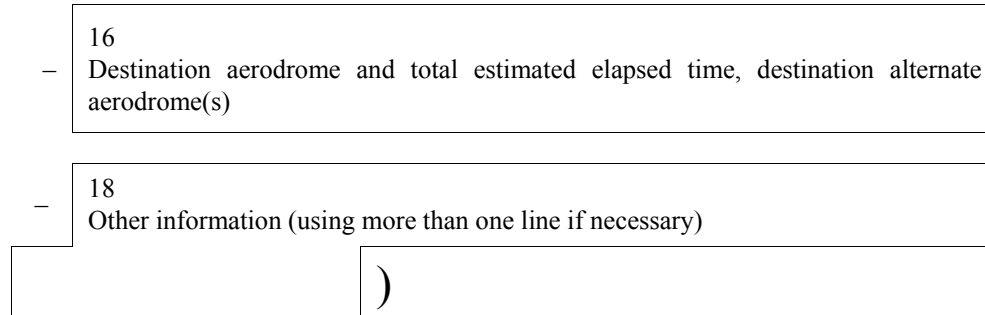 16
– Destination aerodrome and total estimated elapsed time, destination alternate
aerodrome(s)
18
– Other information (using more than one line if necessary)
)